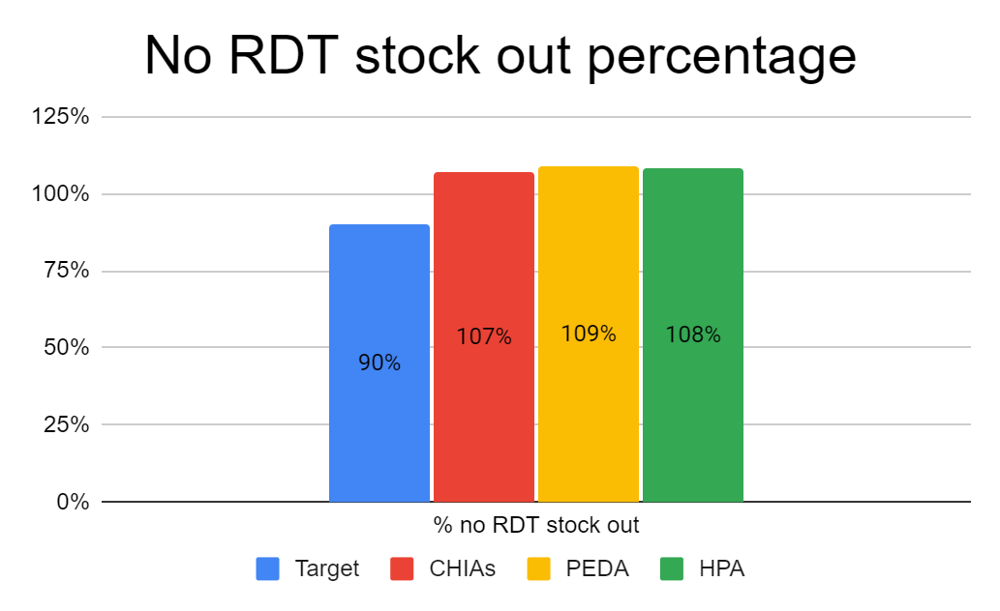 No RDT stock out percentage
125%
100%
75%
50%
25%
0%
90%
107%
109%
108%
% no RDT stock out
Target
CHIAs
PEDA
HPA